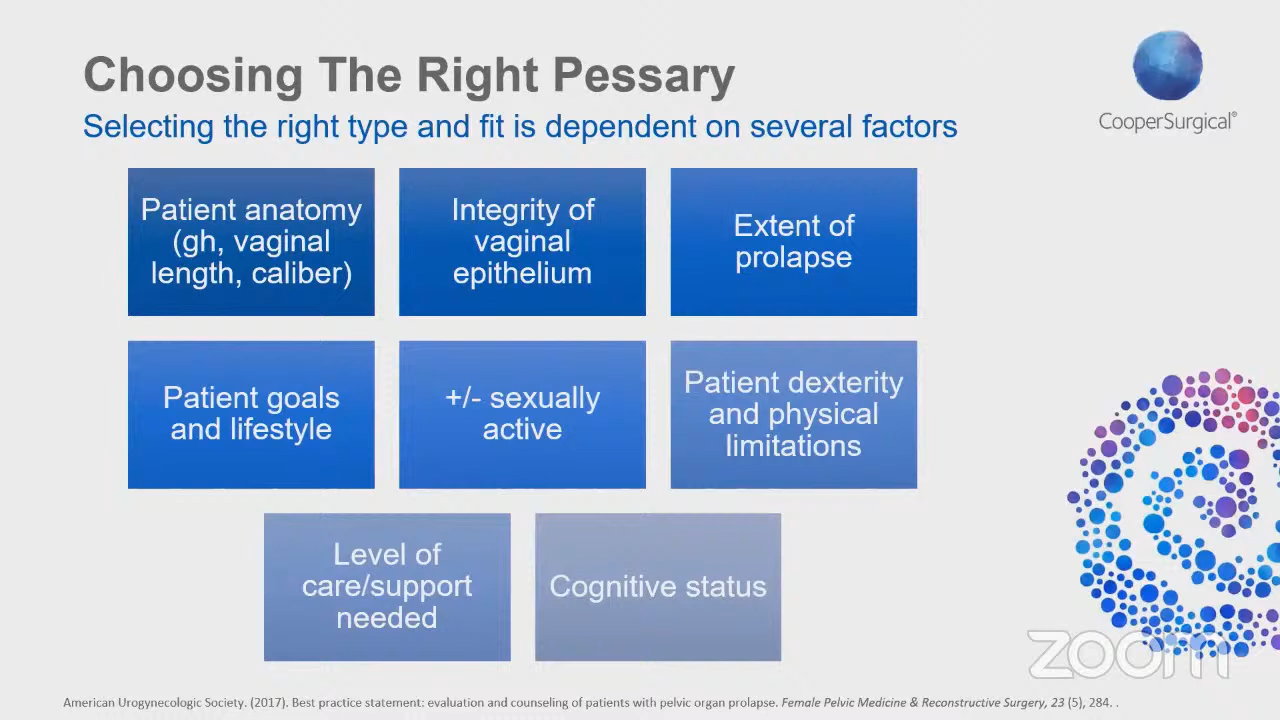 Choosing The Right Pessary
Selecting the right type and fit is dependent on several factors
CooperSurgical®
Patient anatomy
(gh, vaginal
length, caliber)
Integrity of
vaginal
epithelium
Extent of
prolapse
Patient goals
and lifestyle
+/- sexually
active
Patient dexterity
and physical
limitations
Level of
care/support
needed
Cognitive status
zoom
American Urogynecologic Society. (2017). Best practice statement: evaluation and counseling of patients with pelvic organ prolapse. Female Pelvic Medicine & Reconstructive Surgery, 23 (5), 284. .